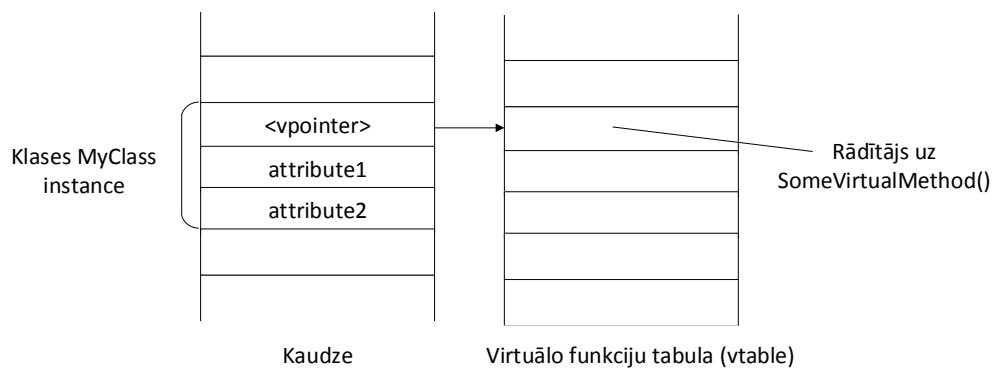 Klases MyClass
instance
<vpointer>
attribute1
attribute2
Rādītājs uz
SomeVirtualMethod()
Kaudze
Virtuālo funkciju tabula (vtable)